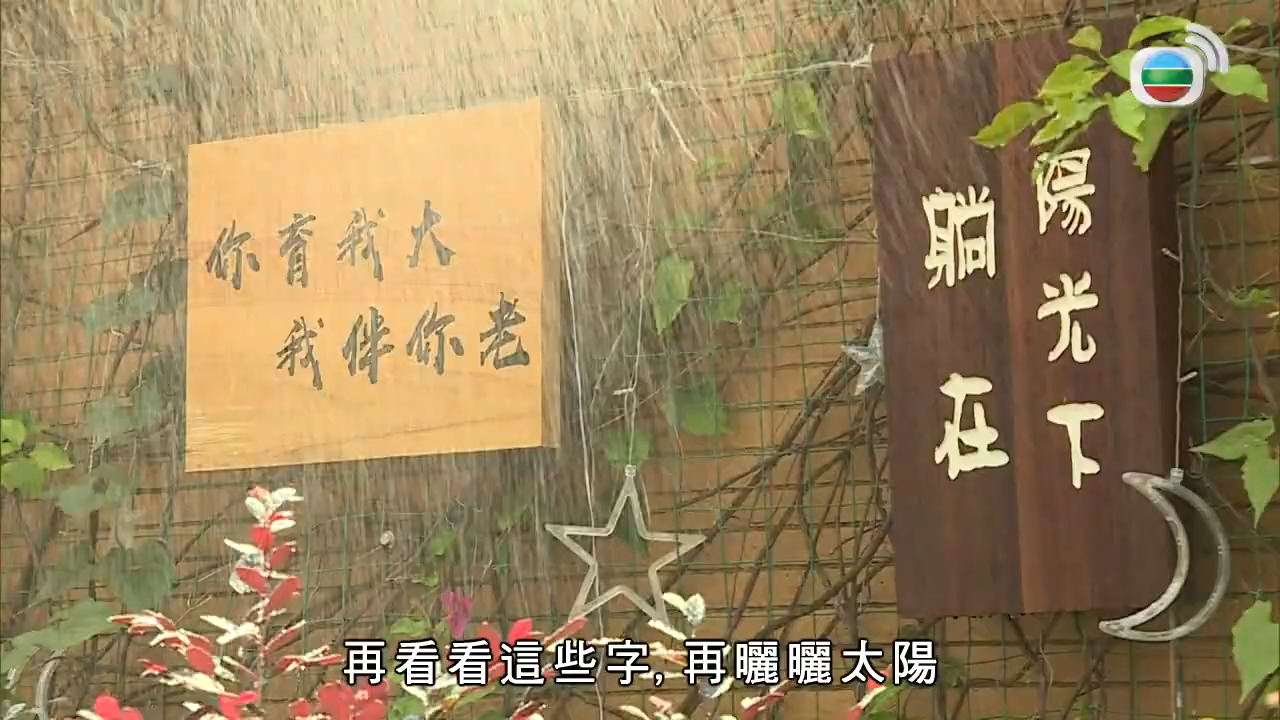 你育我大
我伴你老
躺在
陽光下
再看看這些字, 再曬曬太陽